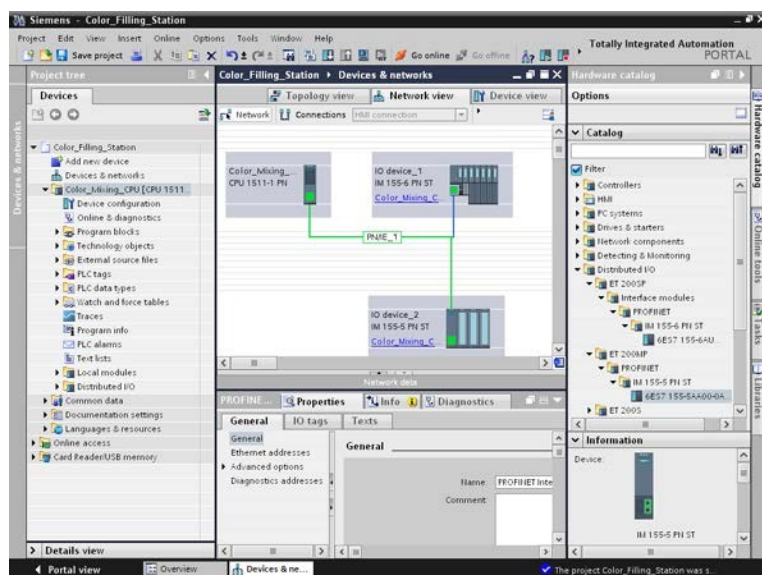 Siemens - Color_Filling_Station
Project Edit View Insert Online Options Tools Window Help
Save project Go online Go offline
Totally Integrated Automation
PORTAL
Project tree
Devices
Color_Filling_Station
Add new device
Devices & networks
Color_Mixing_CPU [CPU 1511...
Device configuration
Online & diagnostics
Program blocks
Technology objects
External source files
PLC tags
PLC data types
Watch and force tables
Traces
Program info
PLC alarms
Text lists
Local modules
Distributed I/O
Common data
Documentation settings
Languages & resources
Online access
Card Reader/USB memory
Details view
Devices & networks
Color_Filling_Station Devices & networks
Topology view Network view Device view
Network Connections HMI connection
Color_Mixing_...
CPU 1511-1 PN
IO device_1
IM 155-6 PN ST
Color_Mixing_C...
PN/IE_1
IO device_2
IM 155-5 PN ST
Color_Mixing_C...
Network data
PROFINE... Properties Info Diagnostics
General IO tags Texts
General
Ethernet addresses
Advanced options
Diagnostics addresses
General
Name: PROFINET inte
Comment:
Hardware catalog
Options
Catalog
Filter
Controllers
HMI
PC systems
Drives & starters
Network components
Detecting & Monitoring
Distributed I/O
ET 200SP
Interface modules
PROFINET
IM 155-6 PN ST
6ES7 155-6AU...
ET 200MP
PROFINET
IM 155-5 PN ST
6ES7 155-5AA00-0A...
ET 200S
Information
Device:
IM 155-5 PN ST
Hardware catalog
Online tools
Tasks
Libraries
Portal view Overview Devices & ne...
The project Color_Filling_Station was s...